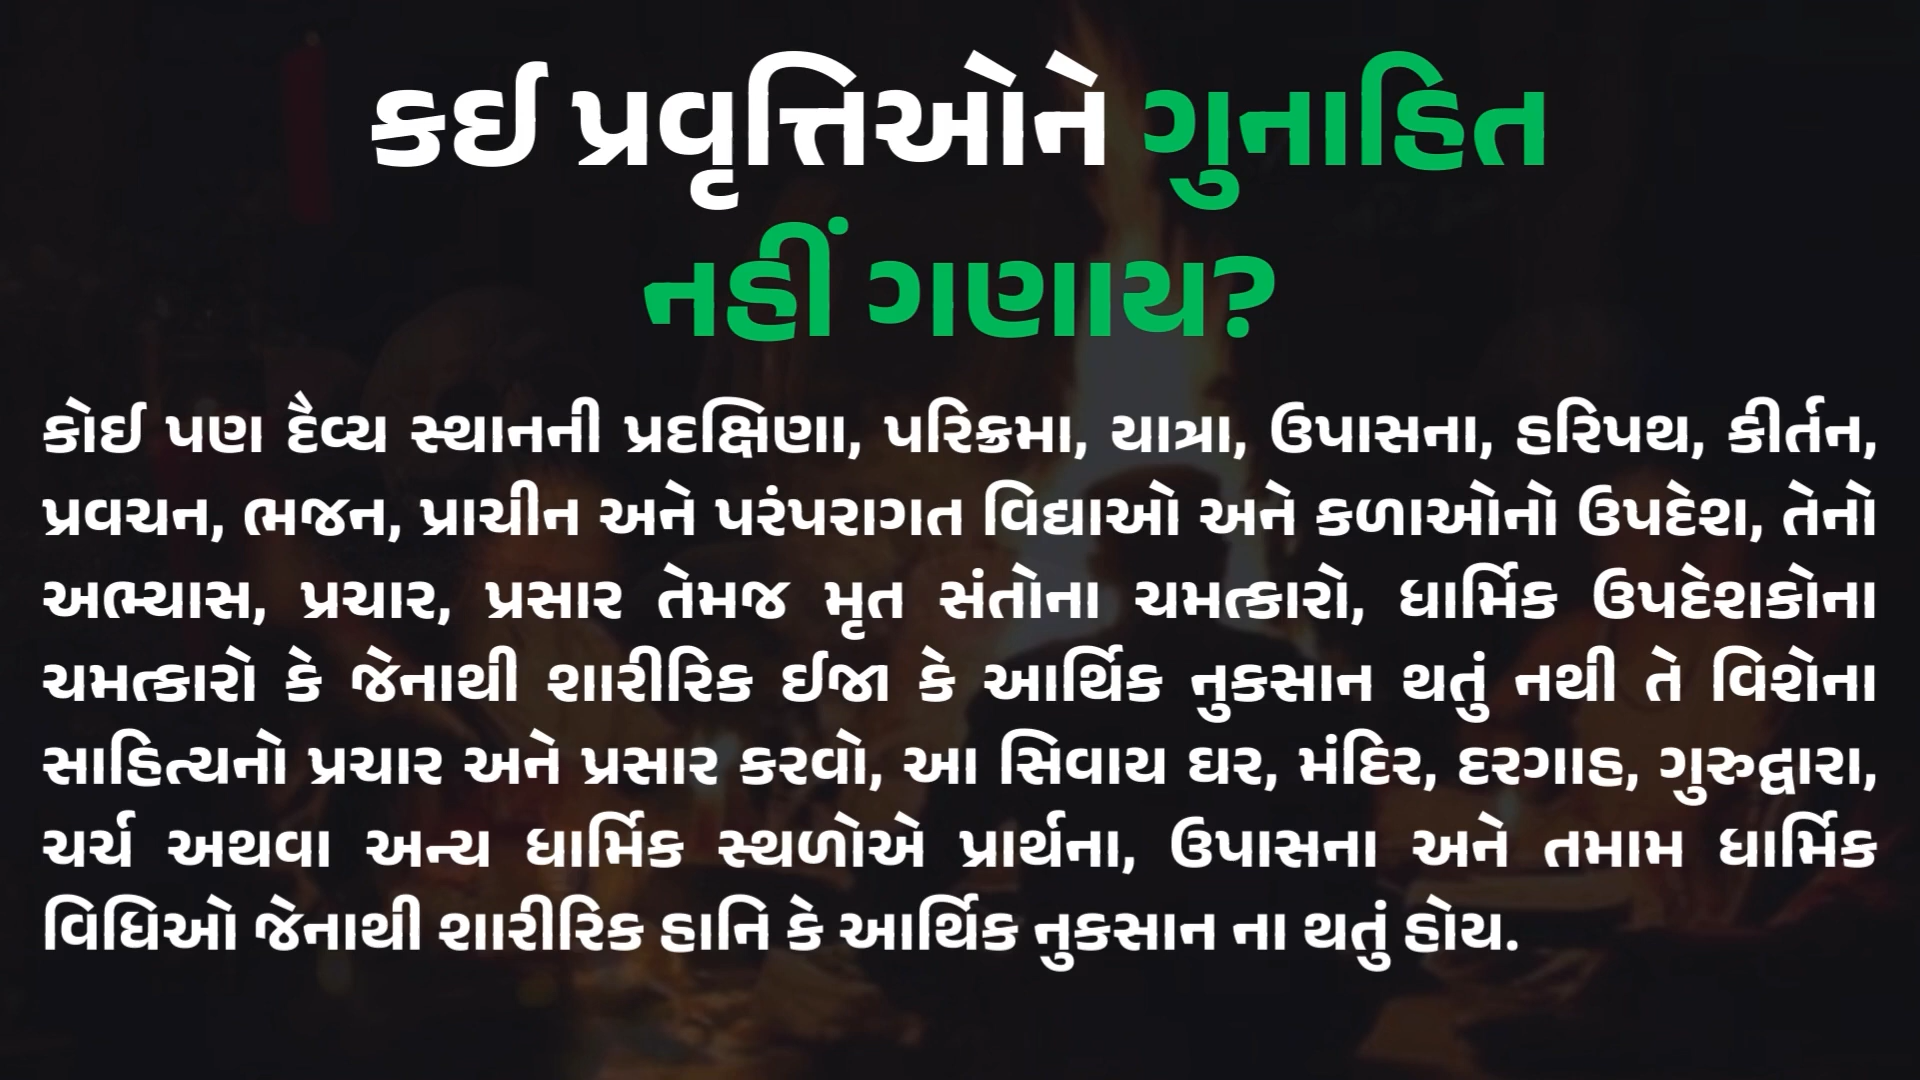 કઈ પ્રવૃત્તિઓને ગુનાહિત
નહીં ગણાય?
કોઈ પણ દૈવ્ય સ્થાનની પ્રદક્ષિણા, પરિક્રમા, યાત્રા, ઉપાસના, હરિપથ, કીર્તન,
પ્રવચન, ભજન, પ્રાચીન અને પરંપરાગત વિદ્યાઓ અને કળાઓનો ઉપદેશ, તેનો
અભ્યાસ, પ્રચાર, પ્રસાર તેમજ મૃત સંતોના ચમત્કારો, ધાર્મિક ઉપદેશકોના
ચમત્કારો કે જેનાથી શારીરિક ઈજા કે આર્થિક નુકસાન થતું નથી તે વિશેના
સાહિત્યનો પ્રચાર અને પ્રસાર કરવો, આ સિવાય ઘર, મંદિર, દરગાહ, ગુરુદ્વારા,
ચર્ચ અથવા અન્ય ધાર્મિક સ્થળોએ પ્રાર્થના, ઉપાસના અને તમામ ધાર્મિક
વિધિઓ જેનાથી શારીરિક હાનિ કે આર્થિક નુકસાન ના થતું હોય.